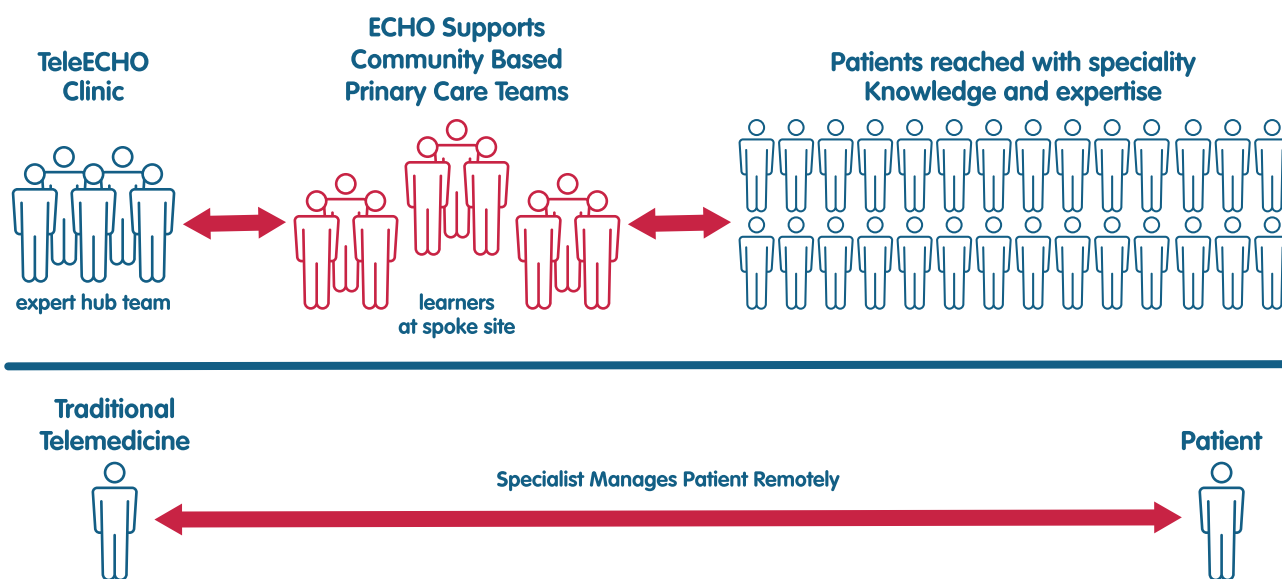 TeleECHO
Clinic
ECHO Supports
Community Based
Prinary Care Teams
Patients reached with speciality
Knowledge and expertise
expert hub team
learners
at spoke site
Traditional
Telemedicine
Specialist Manages Patient Remotely
Patient